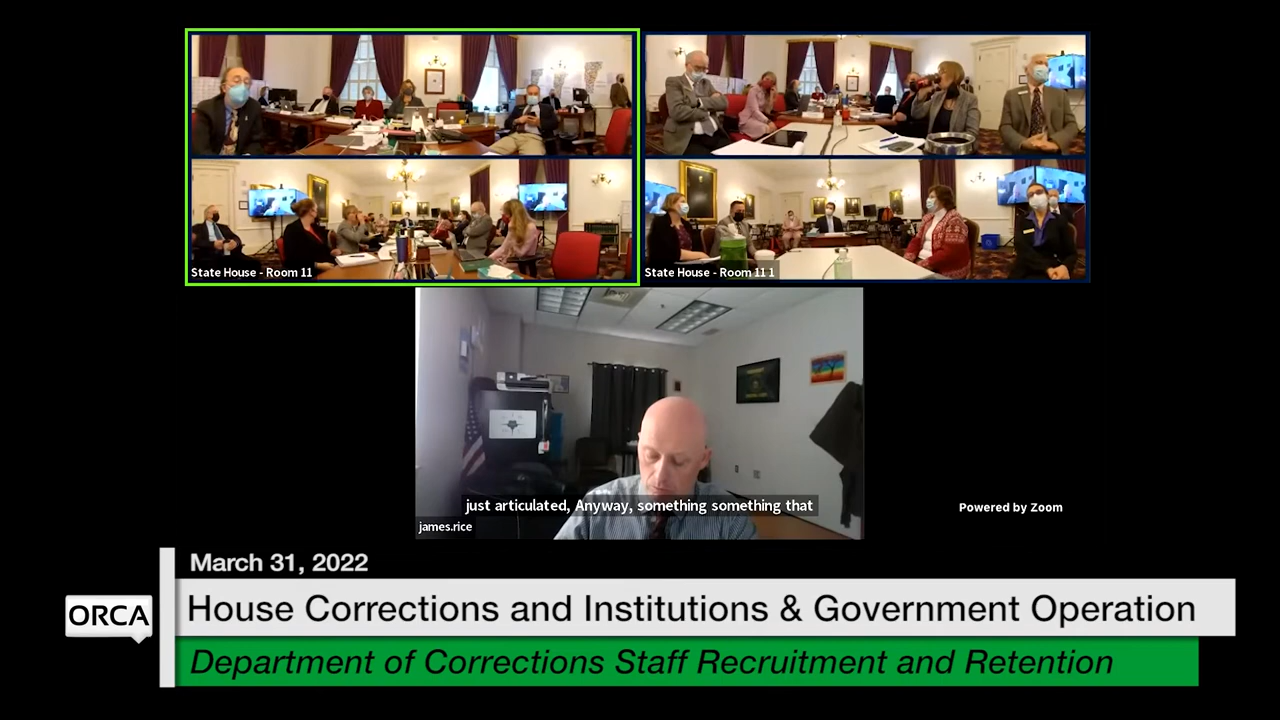 State House - Room 11
State House - Room 11 1
just articulated, Anyway, something something that
james.rice
Powered by Zoom
March 31, 2022
ORCA
House Corrections and Institutions & Government Operation
Department of Corrections Staff Recruitment and Retention